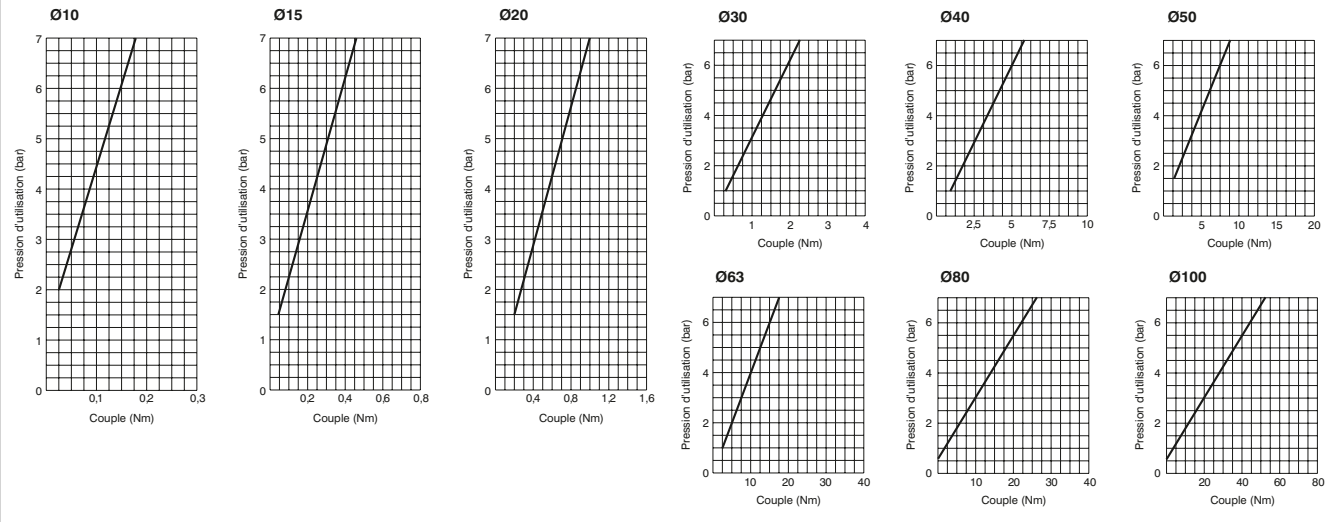 Ø10
Pression d'utilisation (bar)
7
6
5
4
3
2
1
0
0,1 0,2 0,3
Couple (Nm)
Ø15
Pression d'utilisation (bar)
7
6
5
4
3
2
1
0
0,2 0,4 0,6 0,8
Couple (Nm)
Ø20
Pression d'utilisation (bar)
7
6
5
4
3
2
1
0
0,4 0,8 1,2 1,6
Couple (Nm)
Ø30
Pression d'utilisation (bar)
6
4
2
0
1 2 3 4
Couple (Nm)
Ø40
Pression d'utilisation (bar)
6
4
2
0
2,5 5 7,5 10
Couple (Nm)
Ø50
Pression d'utilisation (bar)
6
4
2
0
5 10 15 20
Couple (Nm)
Ø63
Pression d'utilisation (bar)
6
4
2
0
10 20 30 40
Couple (Nm)
Ø80
Pression d'utilisation (bar)
6
4
2
0
10 20 30 40
Couple (Nm)
Ø100
Pression d'utilisation (bar)
6
4
2
0
20 40 60 80
Couple (Nm)